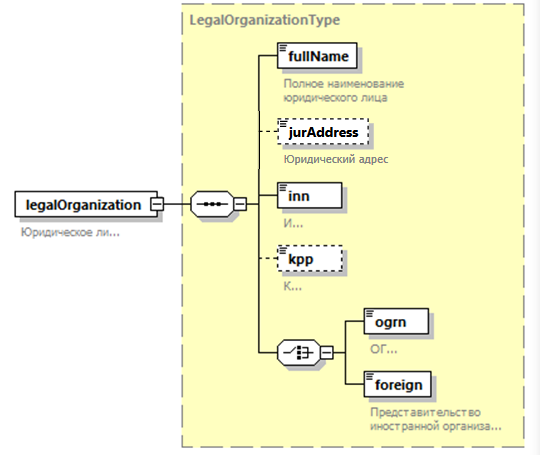 LegalOrganizationType
fullName
Полное наименование
юридического лица
jurAddress
Юридический адрес
legalOrganization
Юридическое ли...
inn
И...
kpp
К...
ogrn
ОГ...
foreign
Представительство
иностранной организа...